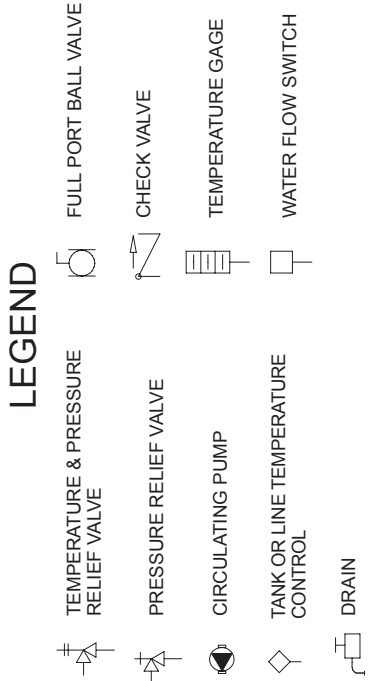 LEGEND
TEMPERATURE & PRESSURE
RELIEF VALVE
PRESSURE RELIEF VALVE
CIRCULATING PUMP
TANK OR LINE TEMPERATURE
CONTROL
DRAIN
FULL PORT BALL VALVE
CHECK VALVE
TEMPERATURE GAGE
WATER FLOW SWITCH